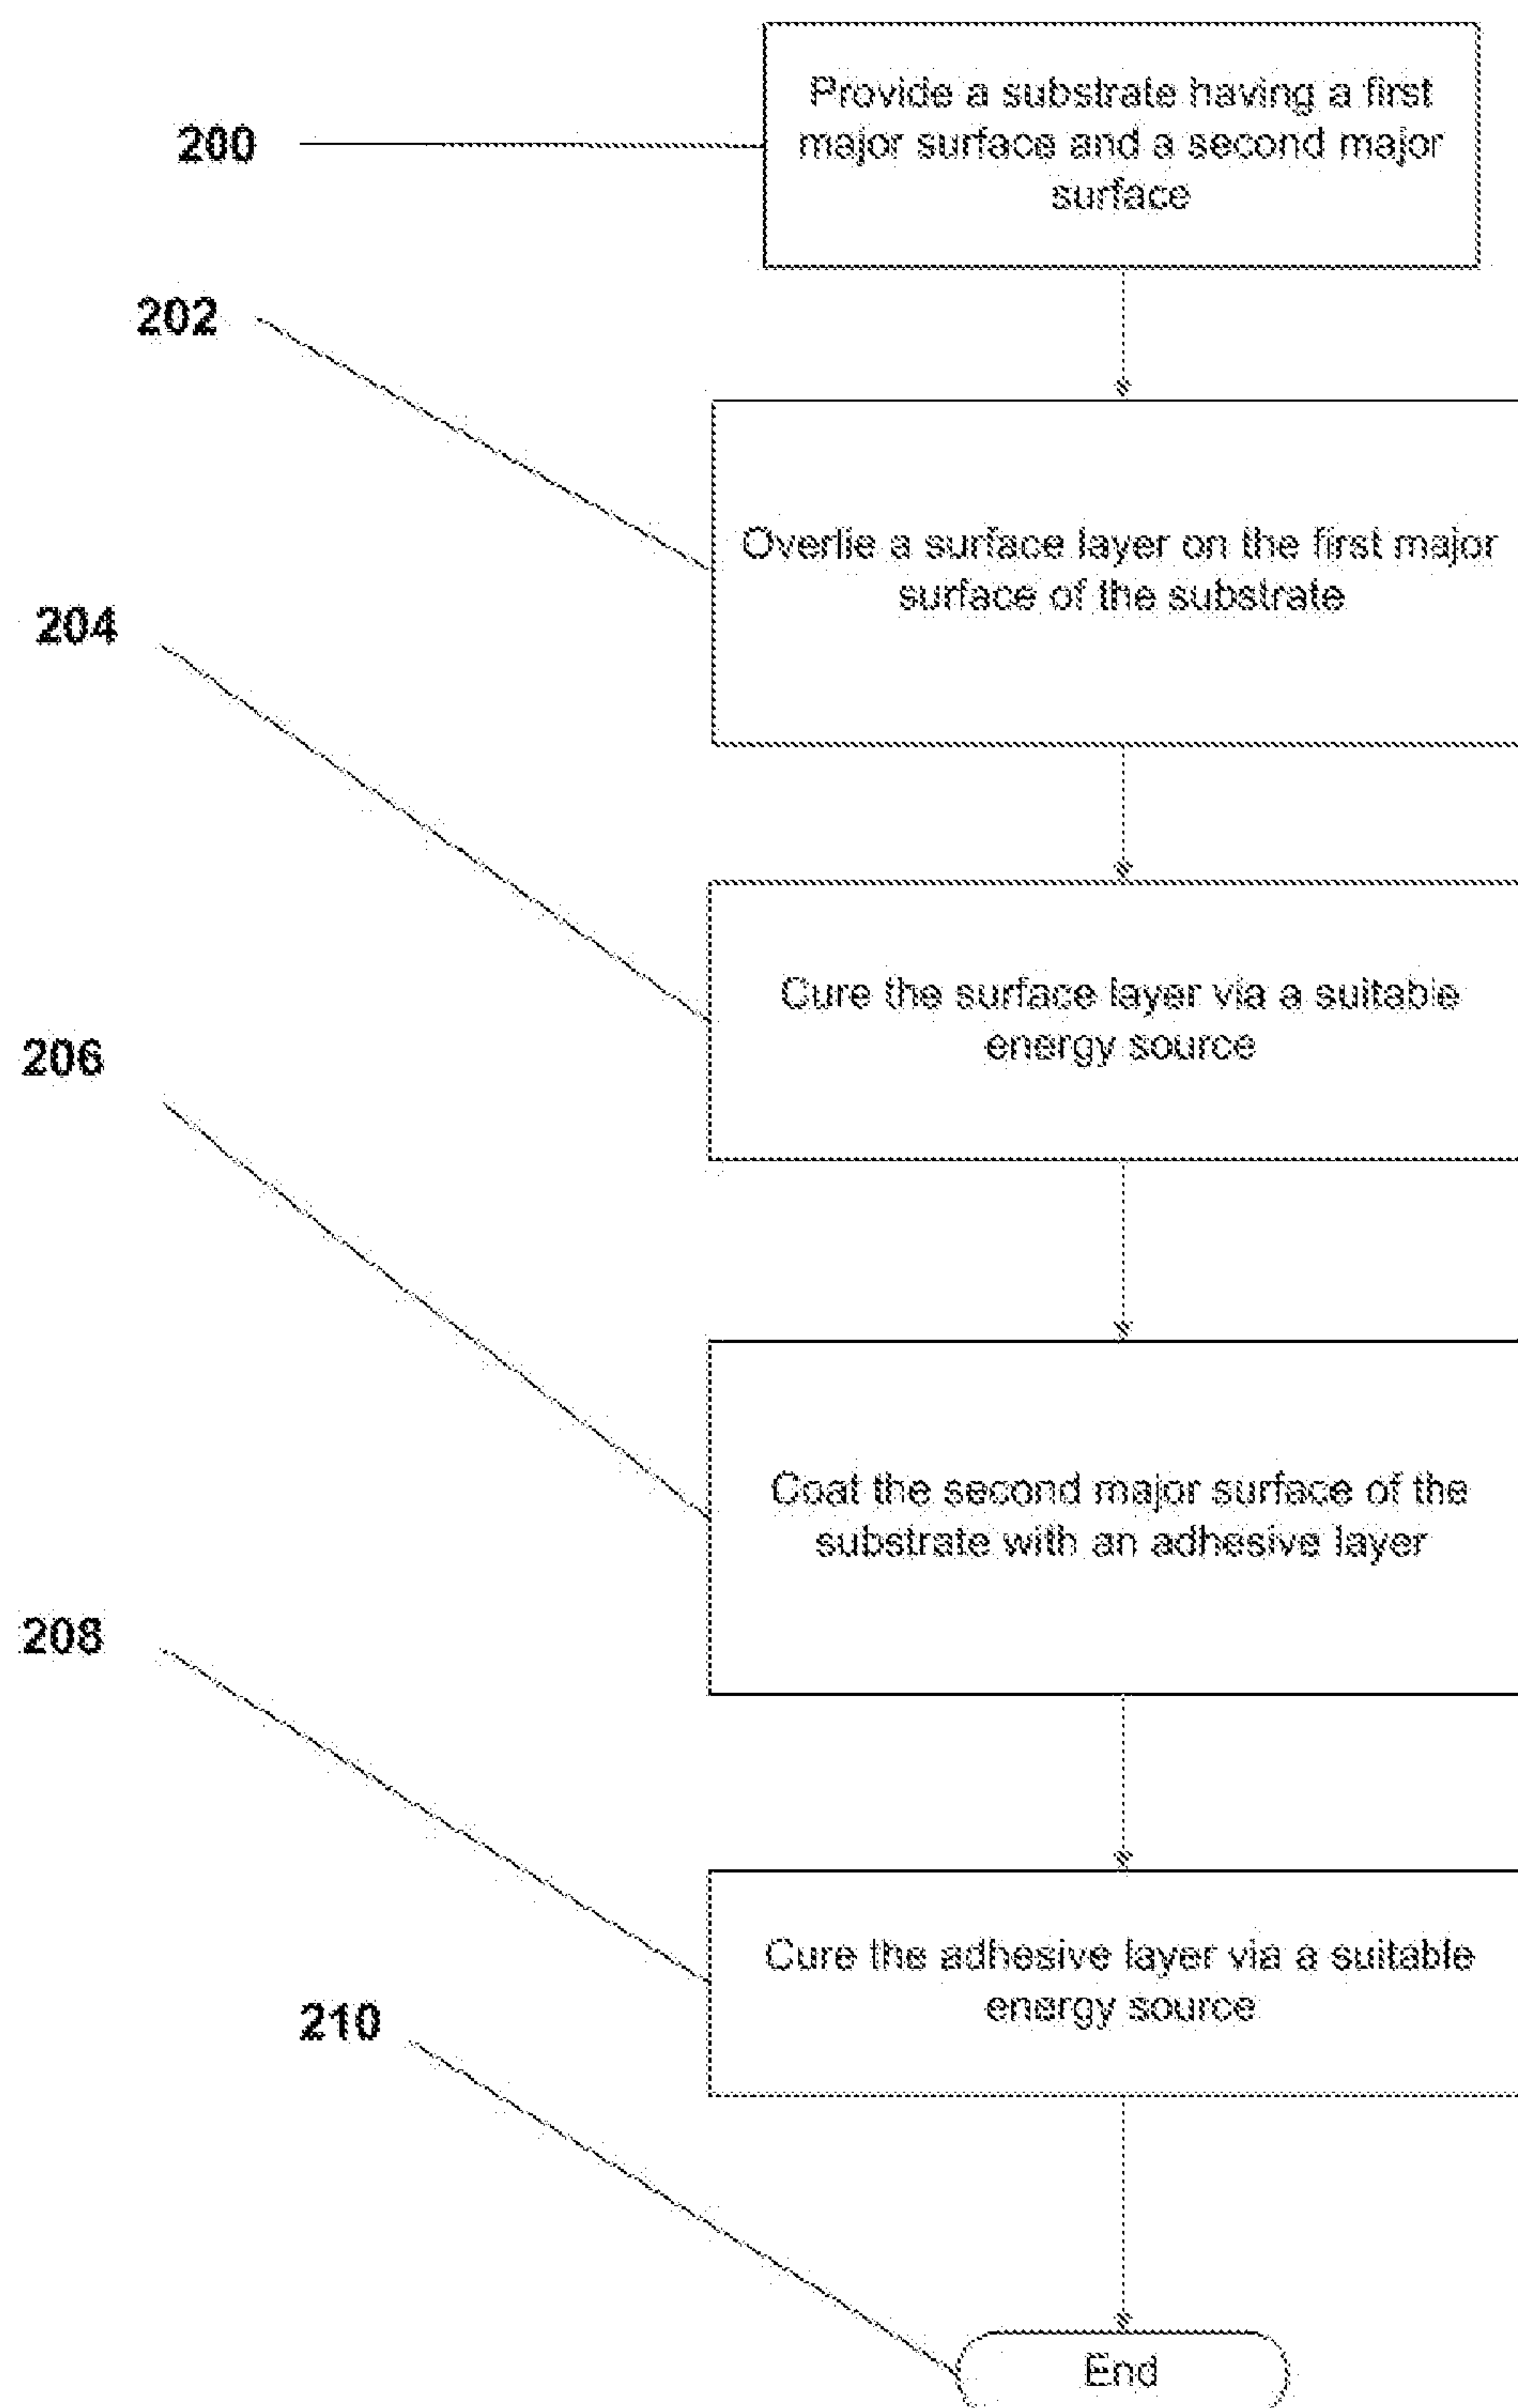 200
Provide a substrate having a first
major surface and a second major
surface
202
Overlie a surface layer on the first major
surface of the substrate
204
Cure the surface layer via a suitable
energy source
206
Coat the second major surface of the
substrate with an adhesive layer
208
Cure the adhesive layer via a suitable
energy source
210
End